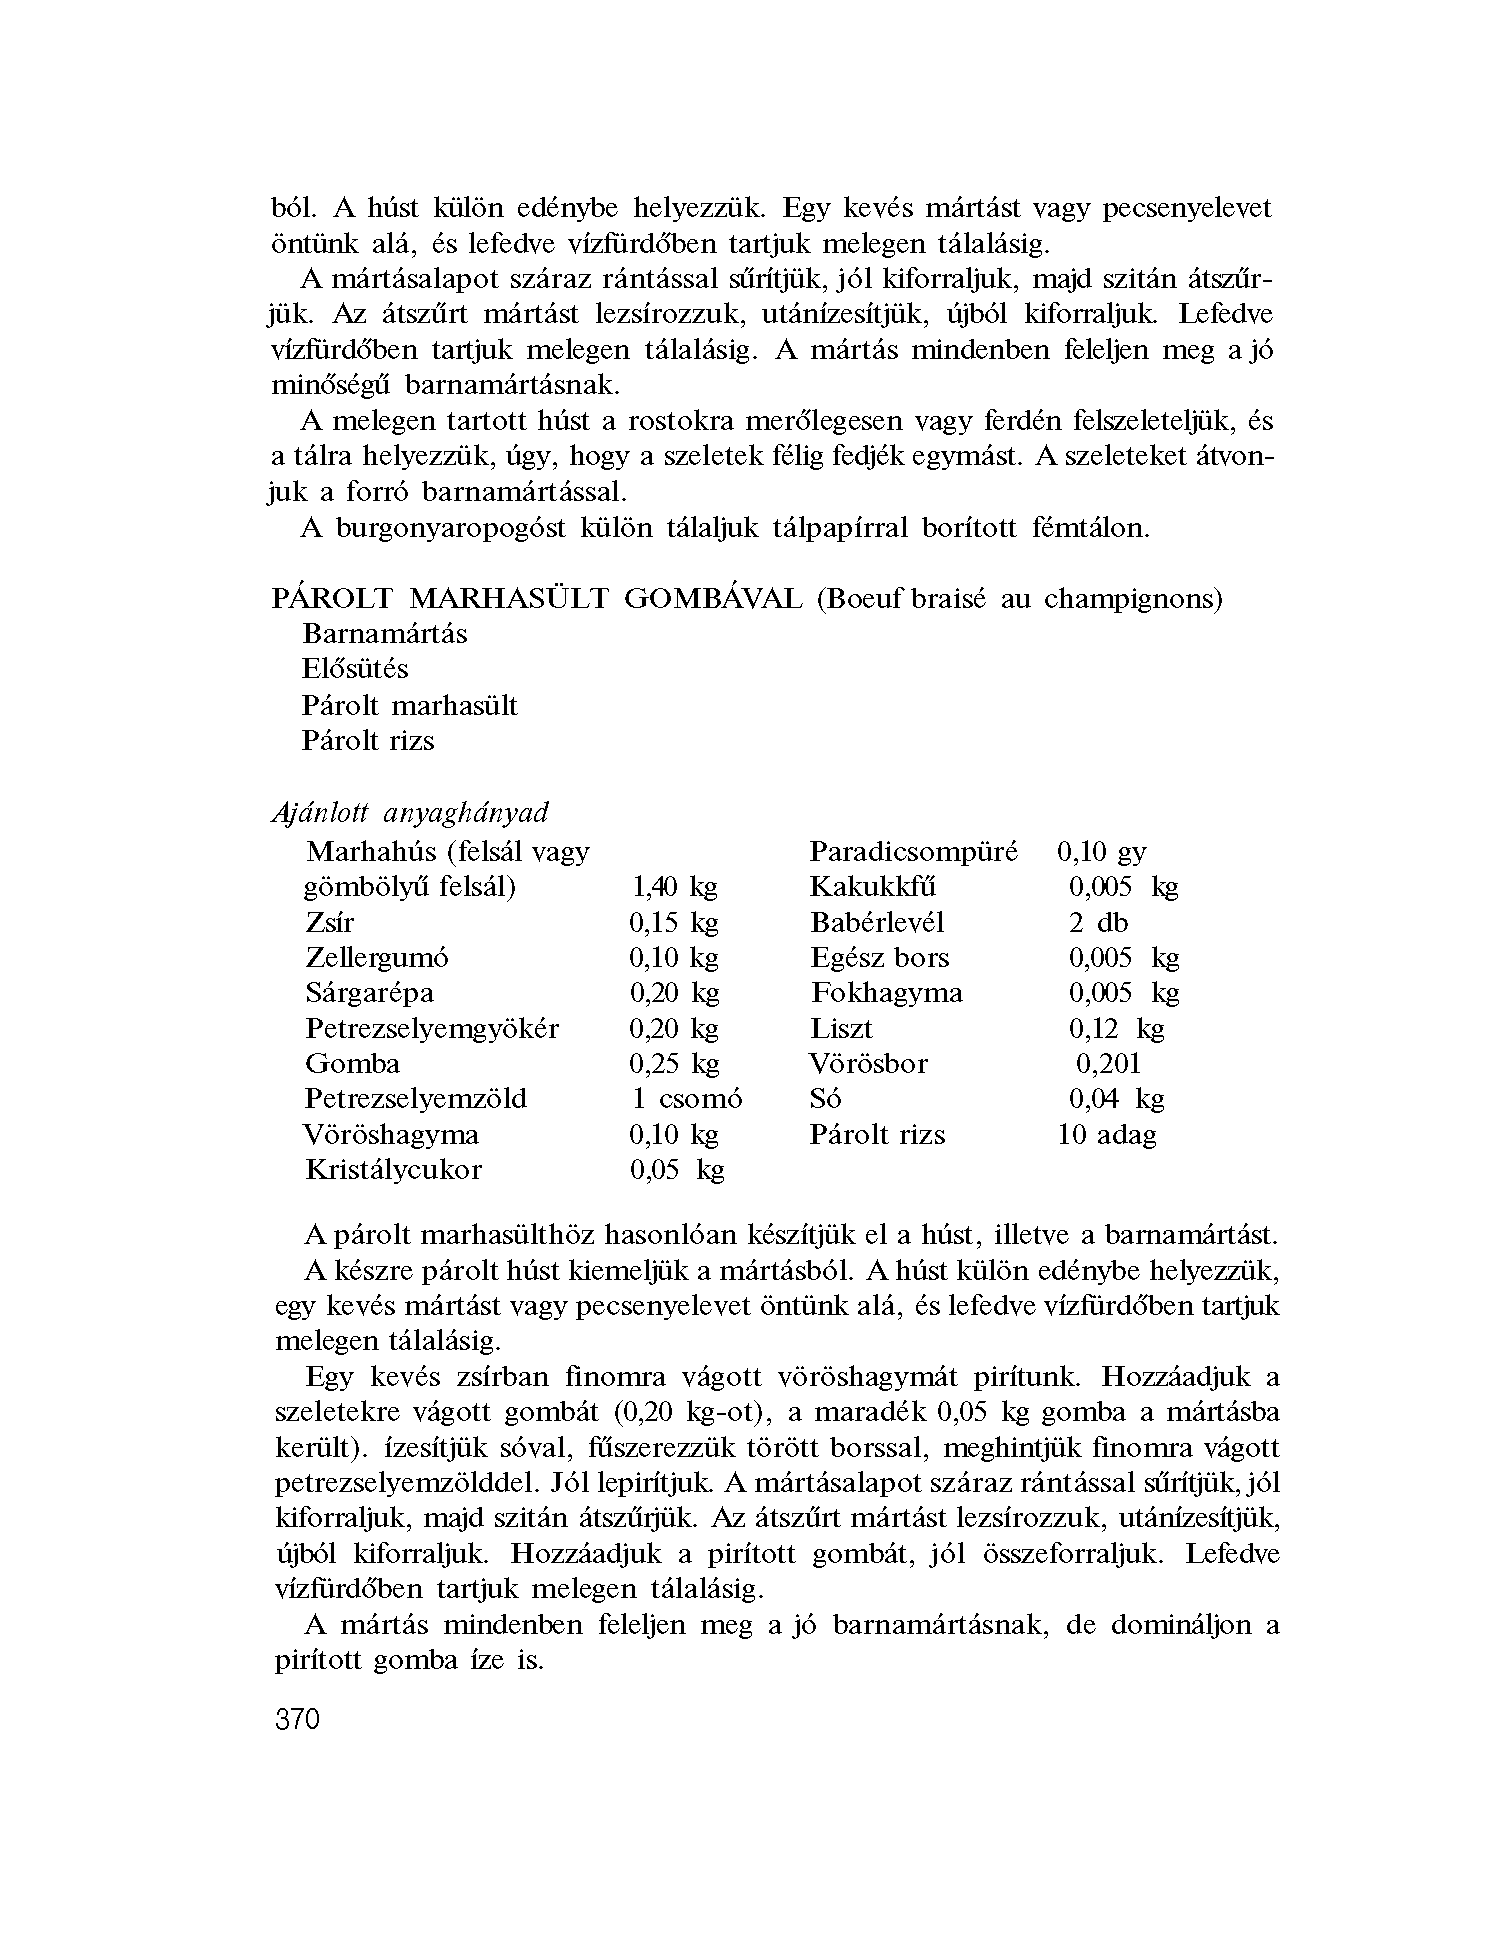 ból. A húst külön edénybe helyezzük. Egy kevés mártást vagy pecsenyelevet
öntünk alá, és lefedve vízfürdőben tartjuk melegen tálalásig.
A mártásalapot száraz rántással sűrítjük, jól kiforraljuk, majd szitán átszűr-
jük. Az átszűrt mártást lezsírozzuk, utánízesítjük, újból kiforraljuk. Lefedve
vízfürdőben tartjuk melegen tálalásig. A mártás mindenben feleljen meg a jó
minőségű barnamártásnak.
A melegen tartott húst a rostokra merőlegesen vagy ferdén felszeleteljük, és
a tálra helyezzük, úgy, hogy a szeletek félig fedjék egymást. A szeleteket átvon-
juk a forró barnamártással.
A burgonyaropogóst külön tálaljuk tálpapírral borított fémtálon.
PÁROLT MARHASÜLT GOMBÁVAL (Boeuf braisé au champignons)
Barnamártás
Elősütés
Párolt marhasült
Párolt rizs
Ajánlott anyaghányad
Marhahús (felsál vagy Paradicsompüré 0,10 gy
gömbölyű felsál) 1,40 kg Kakukkfű 0,005 kg
Zsír 0,15 kg Babérlevél 2 db
Zellergumó 0,10 kg Egész bors 0,005 kg
Sárgarépa 0,20 kg Fokhagyma 0,005 kg
Petrezselyemgyökér 0,20 kg Liszt 0,12 kg
Gomba 0,25 kg Vörösbor 0,201
Petrezselyemzöld 1 csomó Só 0,04 kg
Vöröshagyma 0,10 kg Párolt rizs 10 adag
Kristálycukor 0,05 kg
A párolt marhasülthöz hasonlóan készítjük el a húst, illetve a barnamártást.
A készre párolt húst kiemeljük a mártásból. A húst külön edénybe helyezzük,
egy kevés mártást vagy pecsenyelevet öntünk alá, és lefedve vízfürdőben tartjuk
melegen tálalásig.
Egy kevés zsírban finomra vágott vöröshagymát pirítunk. Hozzáadjuk a
szeletekre vágott gombát (0,20 kg-ot), a maradék 0,05 kg gomba a mártásba
került). ízesítjük sóval, fűszerezzük törött borssal, meghintjük finomra vágott
petrezselyemzölddel. Jól lepirítjuk. A mártásalapot száraz rántással sűrítjük, jól
kiforraljuk, majd szitán átszűrjük. Az átszűrt mártást lezsírozzuk, utánízesítjük,
újból kiforraljuk. Hozzáadjuk a pirított gombát, jól összeforraljuk. Lefedve
vízfürdőben tartjuk melegen tálalásig.
A mártás mindenben feleljen meg a jó barnamártásnak, de domináljon a
pirított gomba íze is.
370